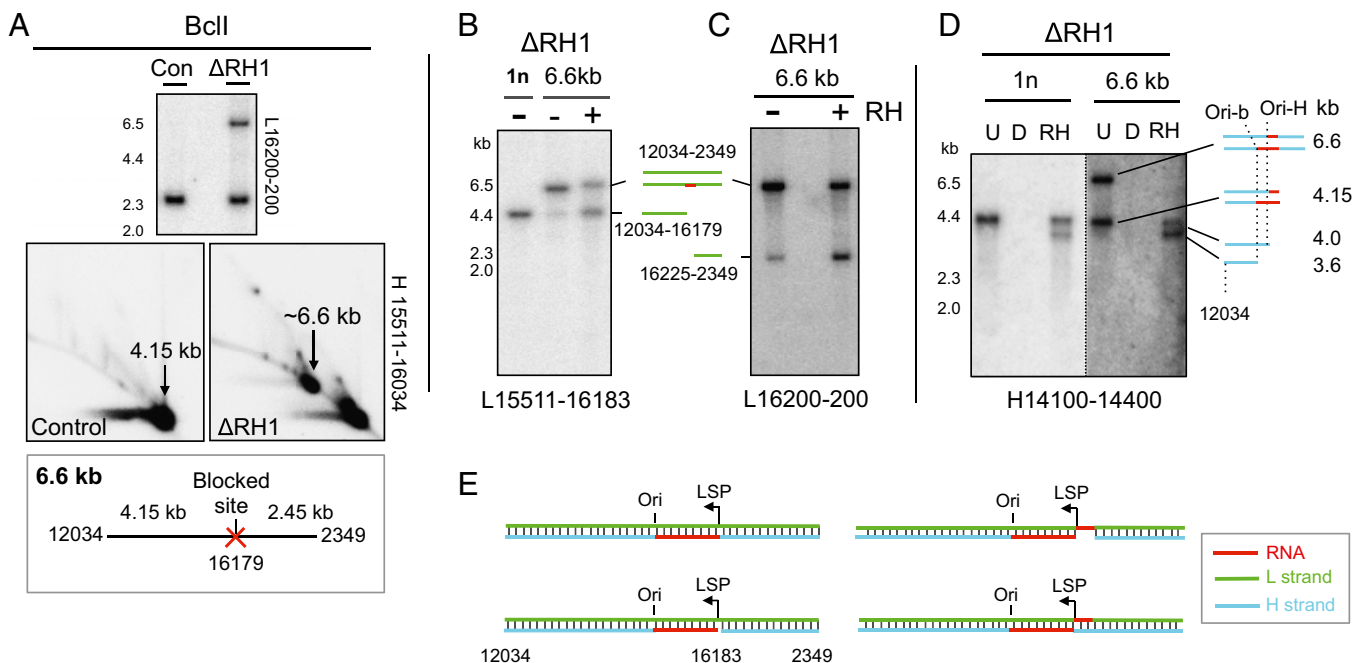 A
BclI
Con ΔRH1
6.5
4.4
2.3
2.0
L16200-200
4.15 kb
Control
~6.6 kb
ΔRH1
H 15511-16034
6.6 kb
Blocked
site
4.15 kb
2.45 kb
12034
2349
16179
B
ΔRH1
1n 6.6kb
- - +
kb
6.5
4.4
2.3
2.0
L15511-16183
12034-2349
12034-16179
16225-2349
C
ΔRH1
6.6 kb
- + RH
L16200-200
D
ΔRH1
1n 6.6 kb
U D RH U D RH
kb
6.5
4.4
2.3
2.0
H14100-14400
Ori-b Ori-H kb
6.6
4.15
4.0
3.6
12034
E
Ori LSP
Ori LSP
Ori LSP
12034 16183 2349
Ori LSP
RNA
L strand
H strand